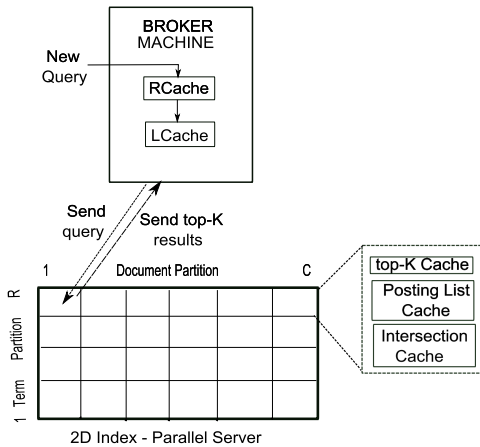 BROKER
MACHINE
New
Query
RCache
LCache
Send
query
Send top-K
results
1 Document Partition C
top-K Cache
Posting List
Cache
Intersection
Cache
1 Term Partition R
2D Index - Parallel Server